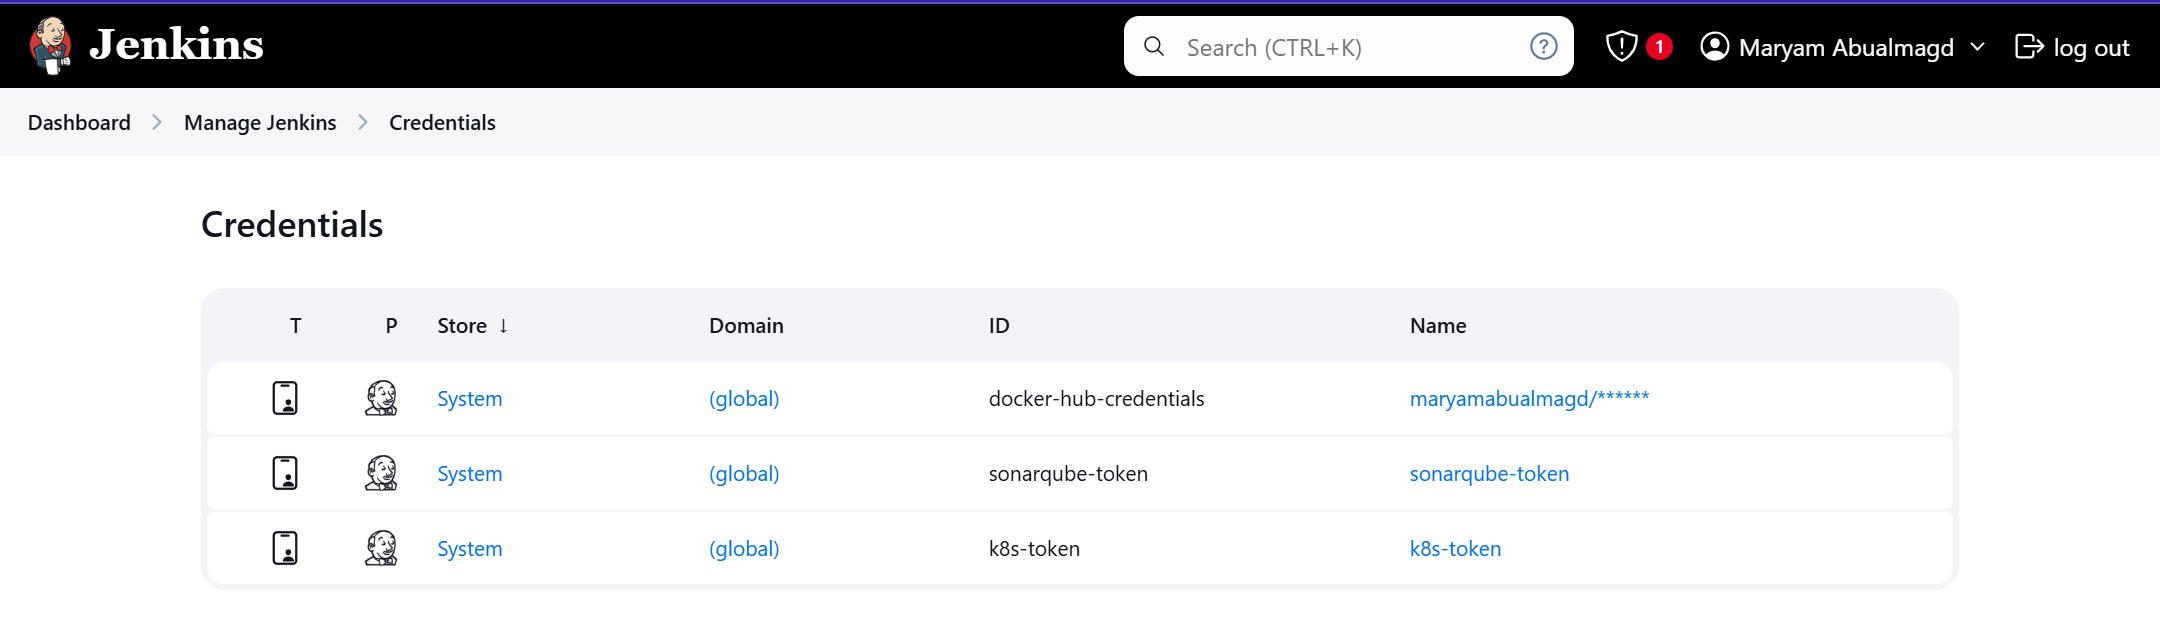 Jenkins Search (CTRL+K) ? 1 Maryam Abualmagd log out
Dashboard Manage Jenkins Credentials
Credentials
T P Store ↓ Domain ID Name
System (global) docker-hub-credentials maryamabualmagd/******
System (global) sonarqube-token sonarqube-token
System (global) k8s-token k8s-token